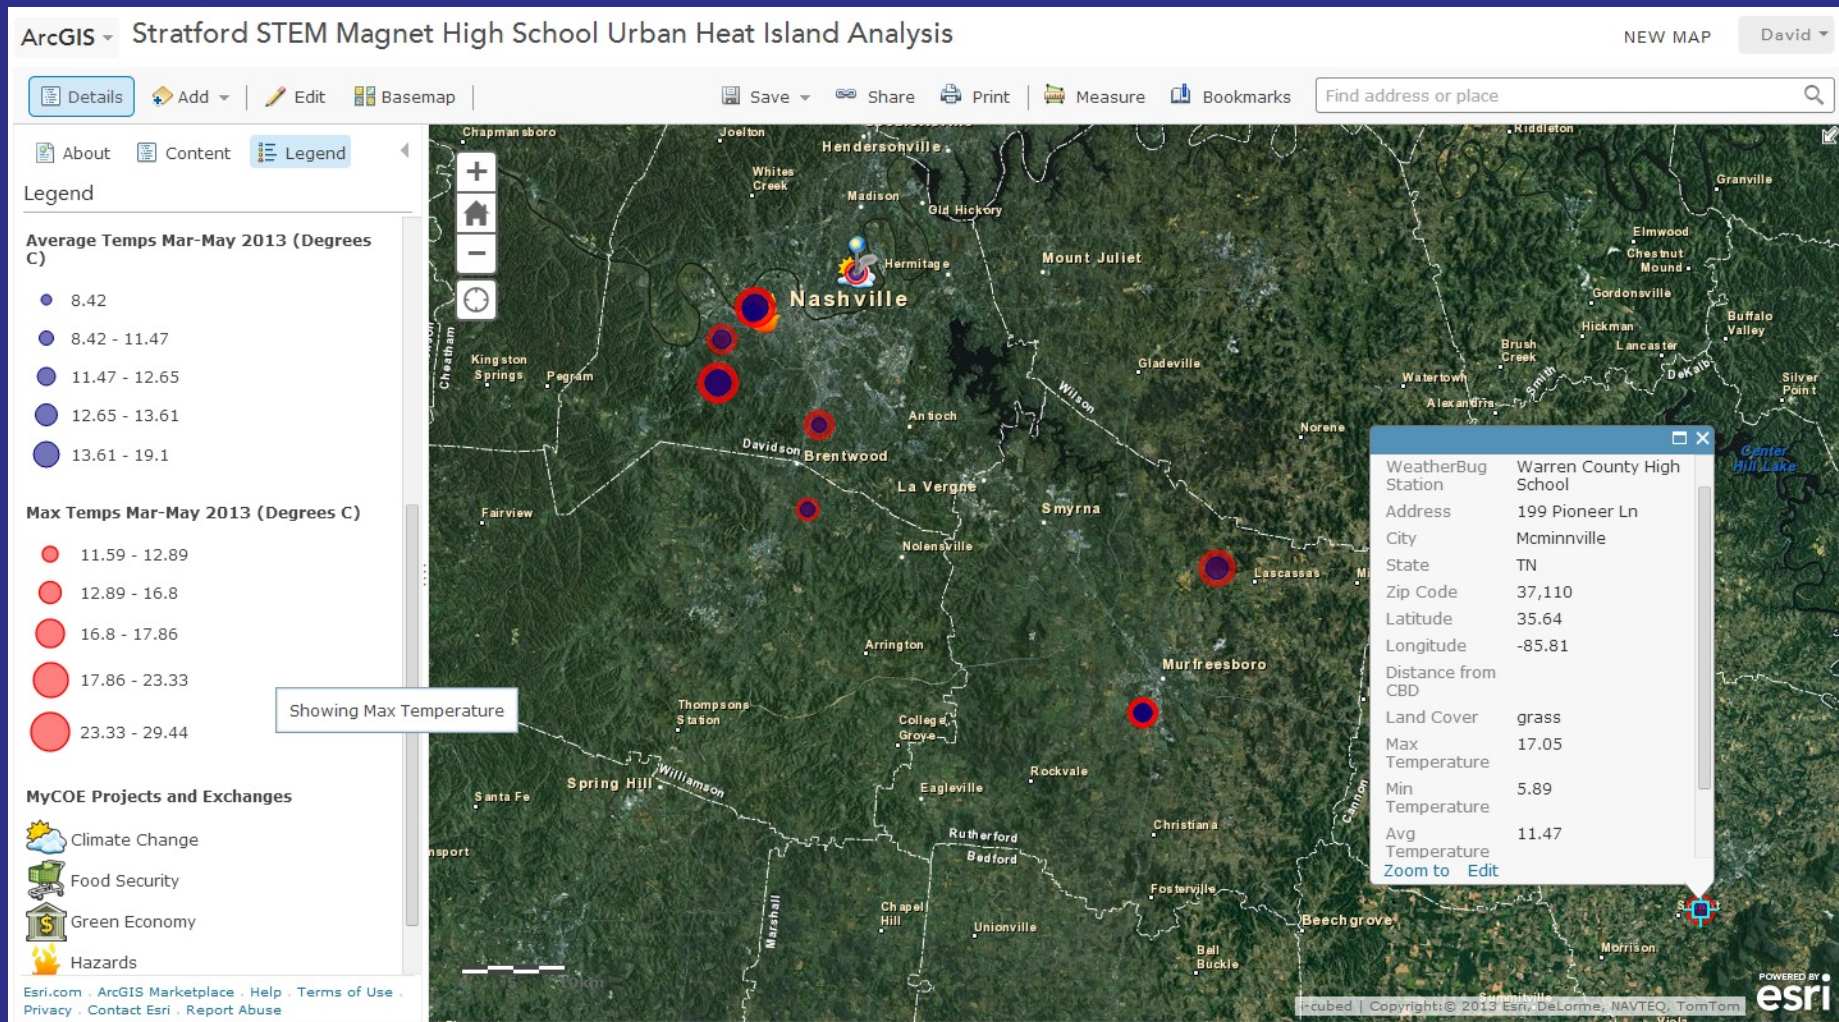 ArcGIS Stratford STEM Magnet High School Urban Heat Island Analysis
NEW MAP David
Details Add Edit Basemap Save Share Print Measure Bookmarks Find address or place
About Content Legend
Legend
Average Temps Mar-May 2013 (Degrees
C)
8.42
8.42 - 11.47
11.47 - 12.65
12.65 - 13.61
13.61 - 19.1
Max Temps Mar-May 2013 (Degrees C)
11.59 - 12.89
12.89 - 16.8
16.8 - 17.86
17.86 - 23.33
23.33 - 29.44
Showing Max Temperature
MyCOE Projects and Exchanges
Climate Change
Food Security
Green Economy
Hazards
Esri.com . ArcGIS Marketplace . Help . Terms of Use .
Privacy . Contact Esri . Report Abuse
Chapmansboro
Joelton
Hendersonville
Riddleton
Whites
Creek
Madison
Old Hickory
Granville
Hermitage
Mount Juliet
Elmwood
Chestnut
Mound
Nashville
Gordonsville
Hickman
Buffalo
Valley
Cheatham
Kingston
Springs
Pegram
Gladeville
Brush
Creek
Lancaster
Watertown
Smith
DeKalb
Silver
Point
Wilson
Alexandria
Antioch
Norene
Davidson
Brentwood
Center
Hill Lake
La Vergne
Smyrna
Fairview
Nolensville
Lascassas
Arrington
Murfreesboro
Thompsons
Station
College
Grove
Rockvale
Spring Hill
Williamson
Santa Fe
Eagleville
Cannon
Christiana
Rutherford
Bedford
nsport
Marshall
Chapel
Hill
Fosterville
Unionville
Beechgrove
Bell
Buckle
Morrison
Summitville
Viola
WeatherBug Warren County High
Station School
Address 199 Pioneer Ln
City Mcminnville
State TN
Zip Code 37,110
Latitude 35.64
Longitude -85.81
Distance from
CBD
Land Cover grass
Max 17.05
Temperature
Min 5.89
Temperature
Avg 11.47
Temperature
Zoom to Edit
POWERED BY
esri
i-cubed | Copyright:© 2013 Esri, DeLorme, NAVTEQ, TomTom